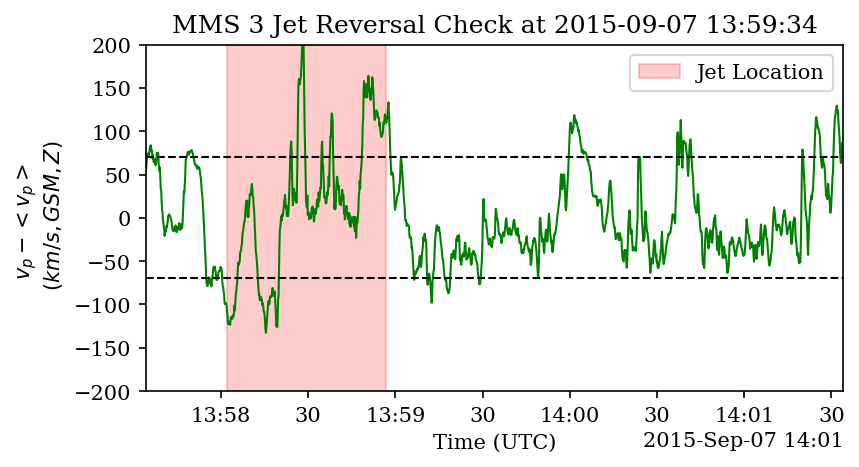 MMS 3 Jet Reversal Check at 2015-09-07 13:59:34
Jet Location
200
150
100
50
0
−50
−100
−150
−200
v_p − <v_p>
(km/s, GSM, Z)
13:58 30 13:59 30 14:00 30 14:01 30
Time (UTC)
2015-Sep-07 14:01